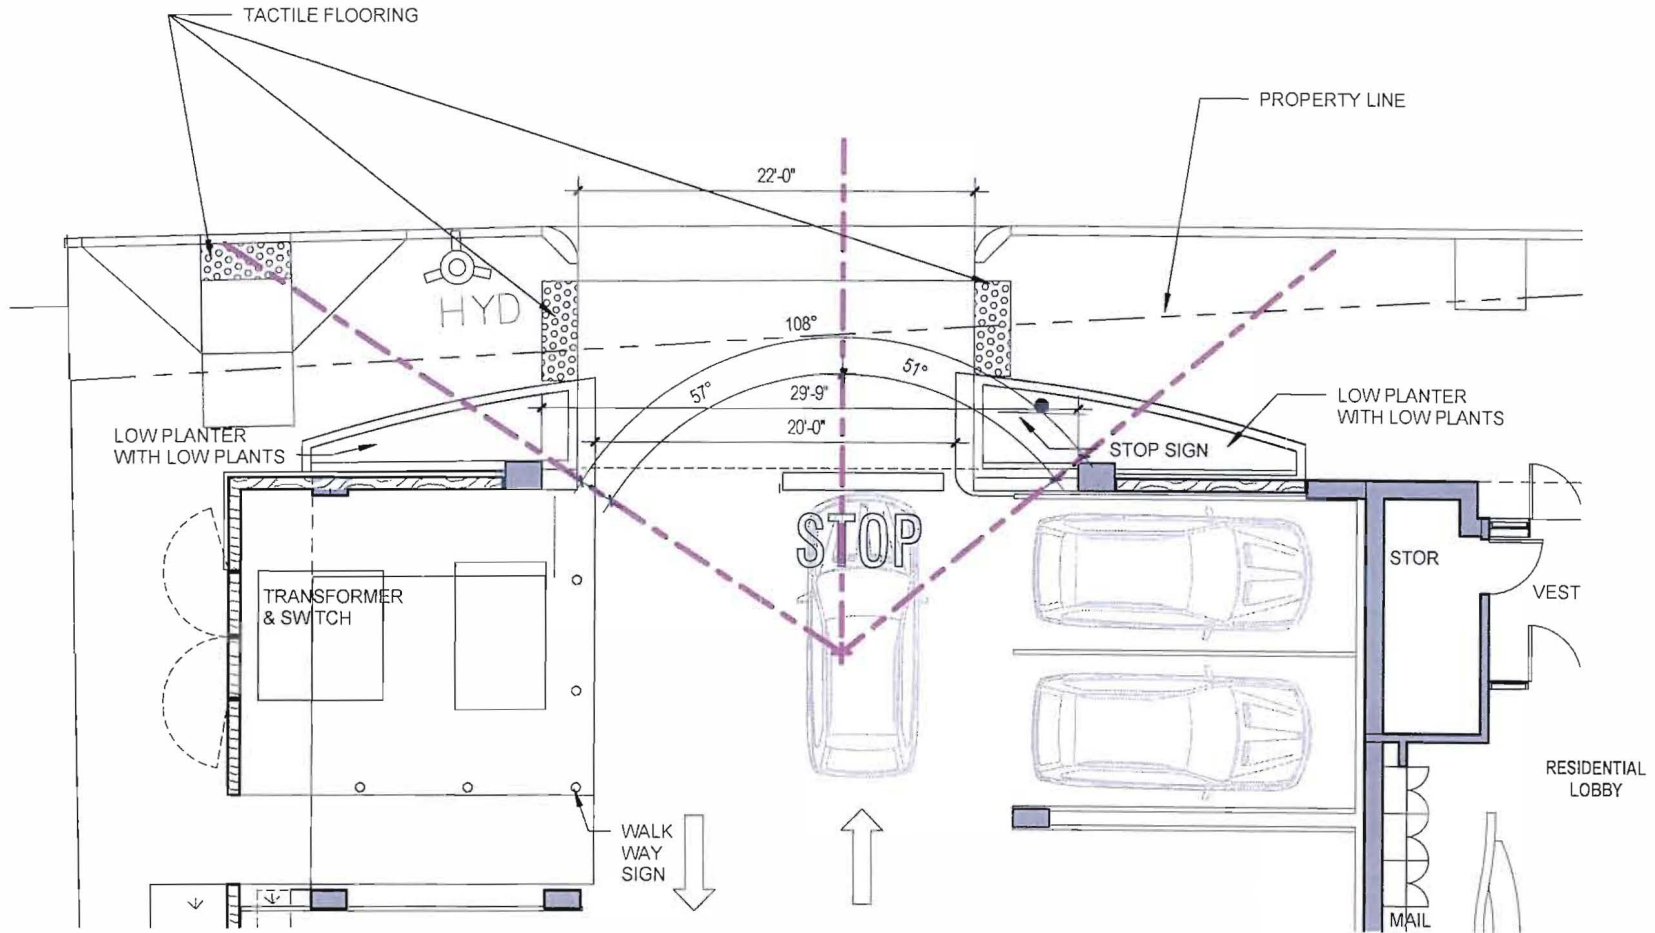 TACTILE FLOORING
PROPERTY LINE
22'-0"
HYD
108°
51°
57°
29'-9"
20'-0"
LOW PLANTER
WITH LOW PLANTS
LOW PLANTER
WITH LOW PLANTS
STOP SIGN
STOP
STOR
VEST
TRANSFORMER
& SWITCH
RESIDENTIAL
LOBBY
WALK
WAY
SIGN
MAIL